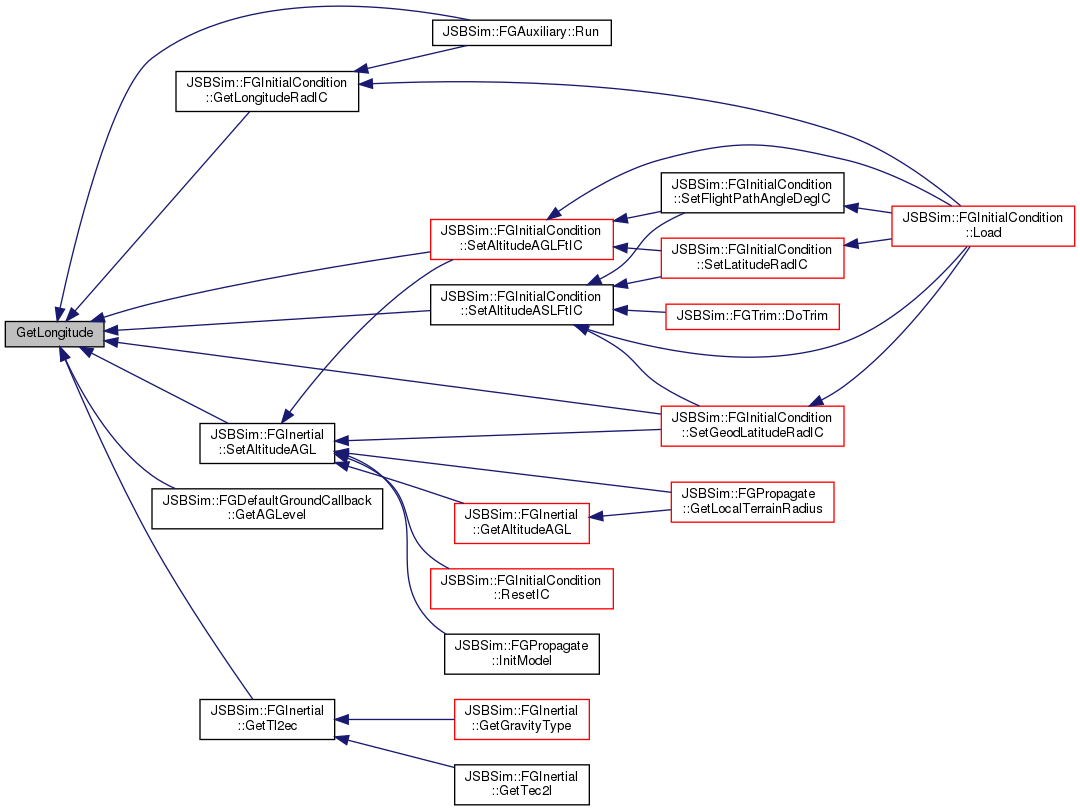 JSBSim::FGAuxiliary::Run
JSBSim::FGInitialCondition
::GetLongitudeRadIC
JSBSim::FGInitialCondition
::SetFlightPathAngleDegIC
JSBSim::FGInitialCondition
::Load
JSBSim::FGInitialCondition
::SetAltitudeAGLFtIC
JSBSim::FGInitialCondition
::SetLatitudeRadIC
JSBSim::FGInitialCondition
::SetAltitudeASLFtIC
JSBSim::FGTrim::DoTrim
GetLongitude
JSBSim::FGInitialCondition
::SetGeodLatitudeRadIC
JSBSim::FGInertial
::SetAltitudeAGL
JSBSim::FGDefaultGroundCallback
::GetAGLevel
JSBSim::FGPropagate
::GetLocalTerrainRadius
JSBSim::FGInertial
::GetAltitudeAGL
JSBSim::FGInitialCondition
::ResetIC
JSBSim::FGPropagate
::InitModel
JSBSim::FGInertial
::GetTl2ec
JSBSim::FGInertial
::GetGravityType
JSBSim::FGInertial
::GetTec2l